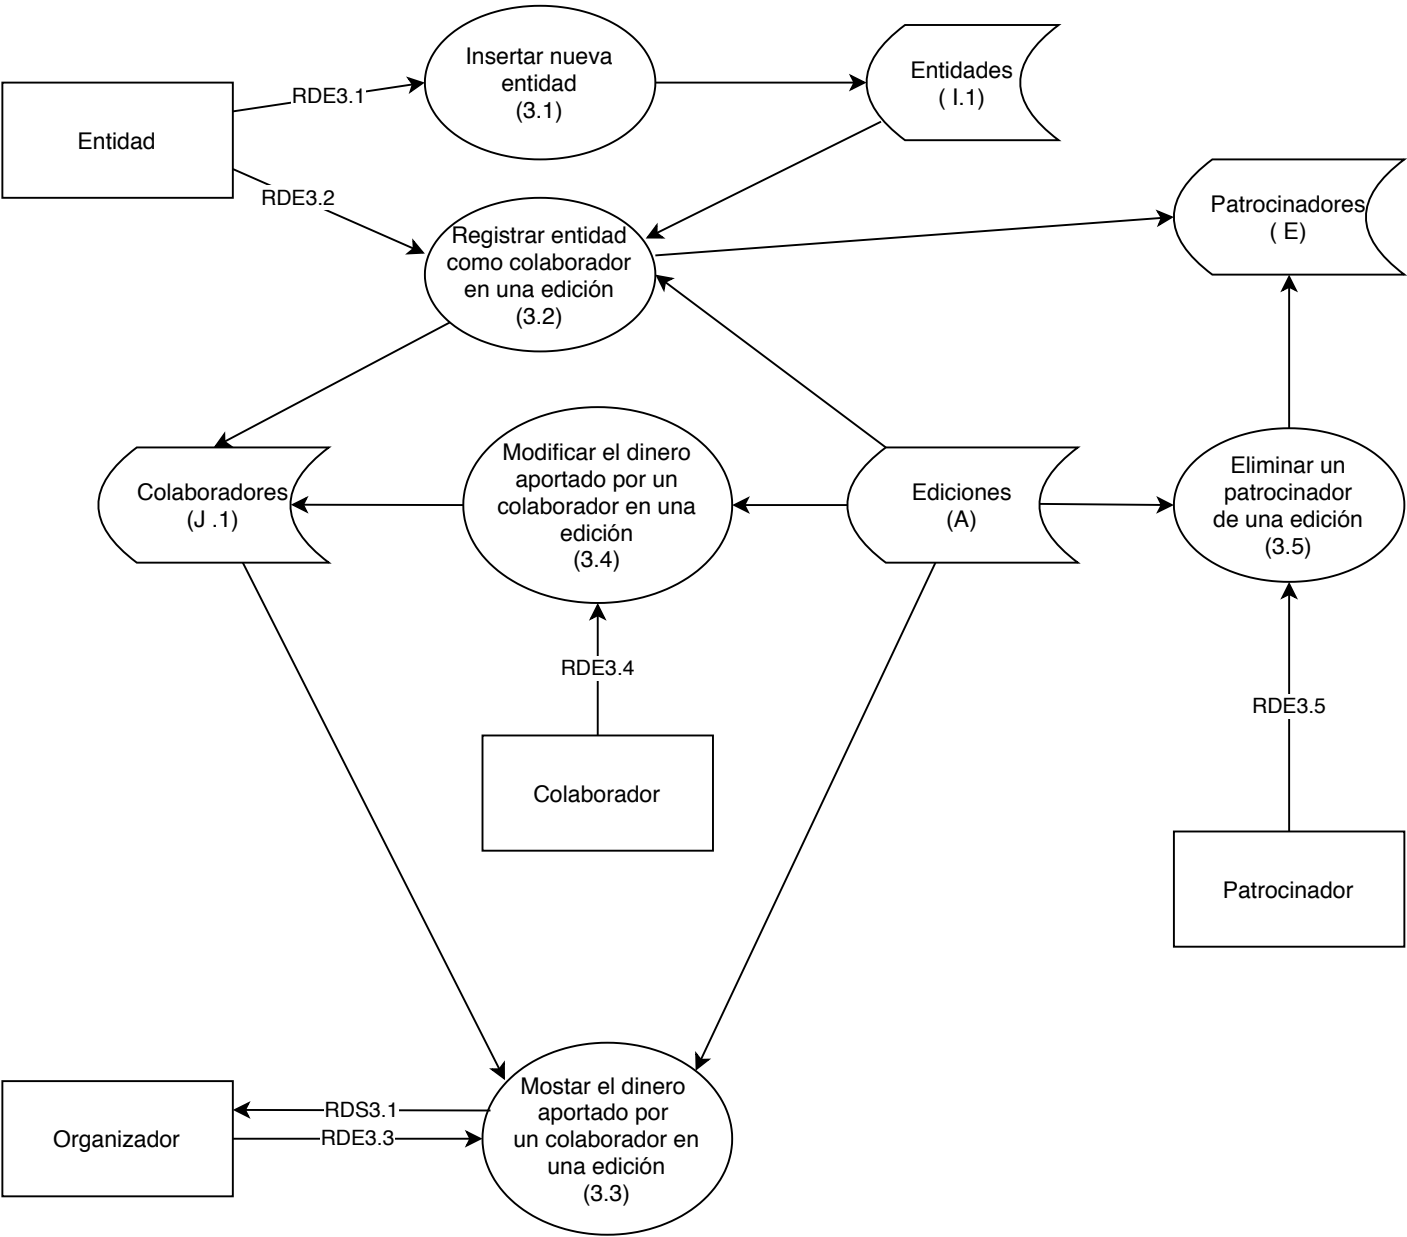 Insertar nueva
entidad
(3.1)
Entidades
( I.1)
RDE3.1
Entidad
RDE3.2
Patrocinadores
( E)
Registrar entidad
como colaborador
en una edición
(3.2)
Modificar el dinero
aportado por un
colaborador en una
edición
(3.4)
Colaboradores
(J .1)
Ediciones
(A)
Eliminar un
patrocinador
de una edición
(3.5)
RDE3.4
RDE3.5
Colaborador
Patrocinador
Mostar el dinero
aportado por
un colaborador en
una edición
(3.3)
RDS3.1
RDE3.3
Organizador